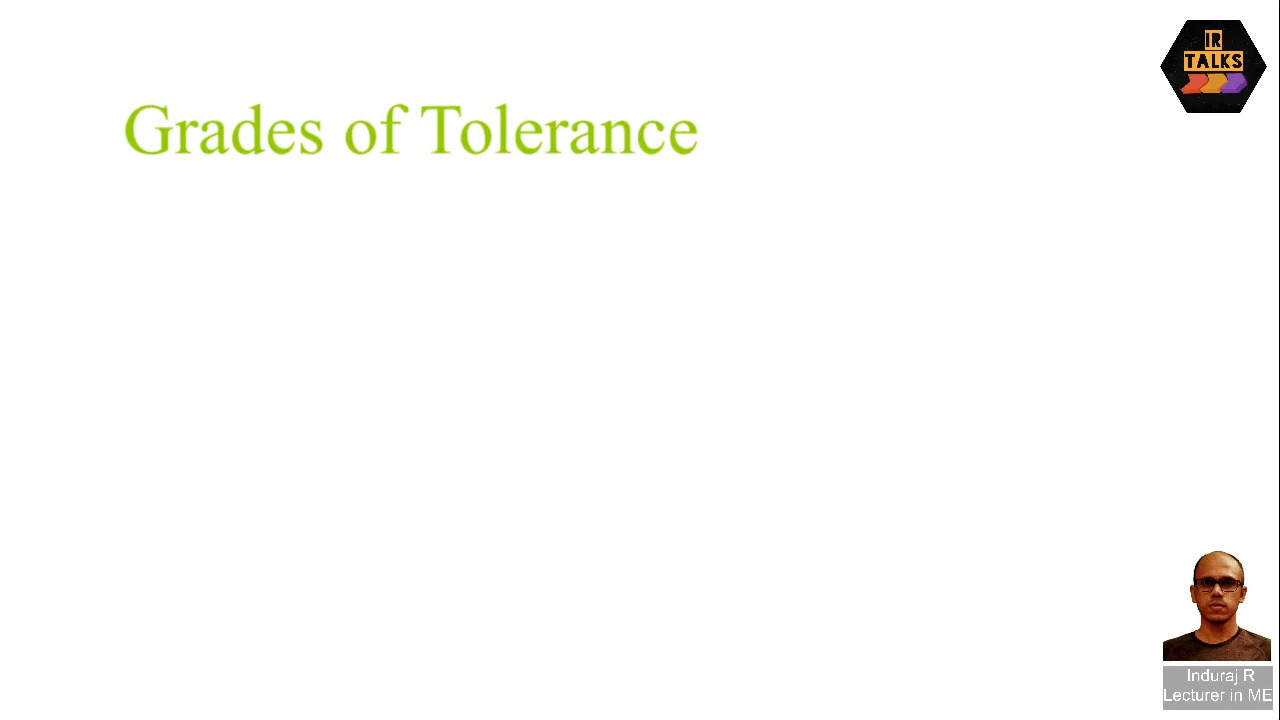 IR
TALKS
Grades of Tolerance
Induraj R
Lecturer in ME